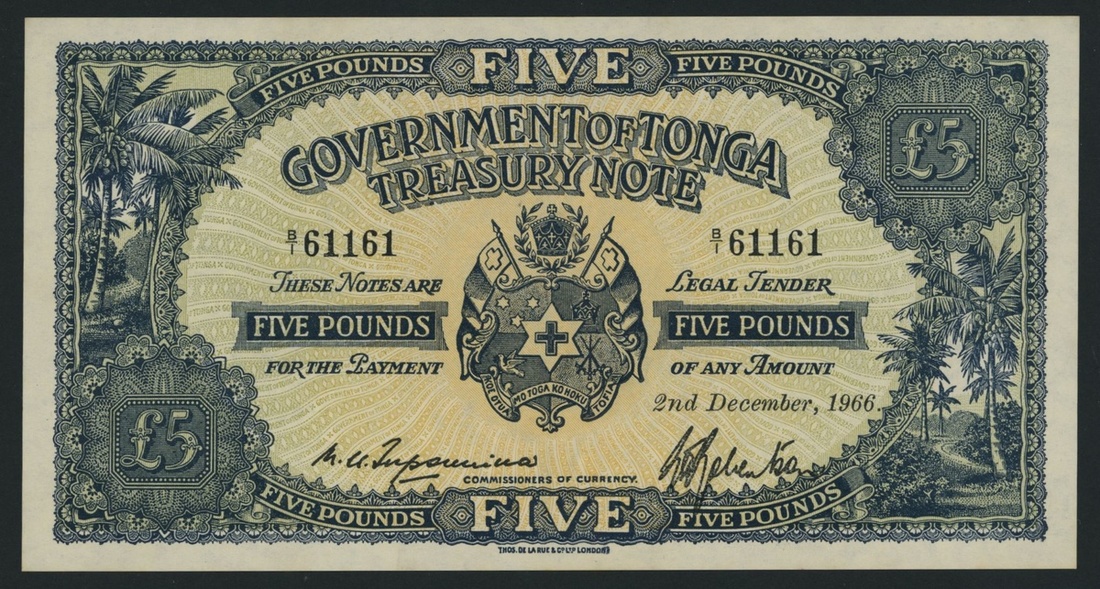 FIVE POUNDS FIVE FIVE POUNDS
£5
GOVERNMENT OF TONGA
TREASURY NOTE
B/1 61161 B/1 61161
THESE NOTES ARE LEGAL TENDER
FIVE POUNDS FIVE POUNDS
FOR THE PAYMENT OF ANY AMOUNT
KOE OTUA MO TOGA KO HOKU TOFIA
2nd December, 1966.
£5
COMMISSIONERS OF CURRENCY.
FIVE POUNDS FIVE FIVE POUNDS
THOS. DE LA RUE & CO. LTD LONDON